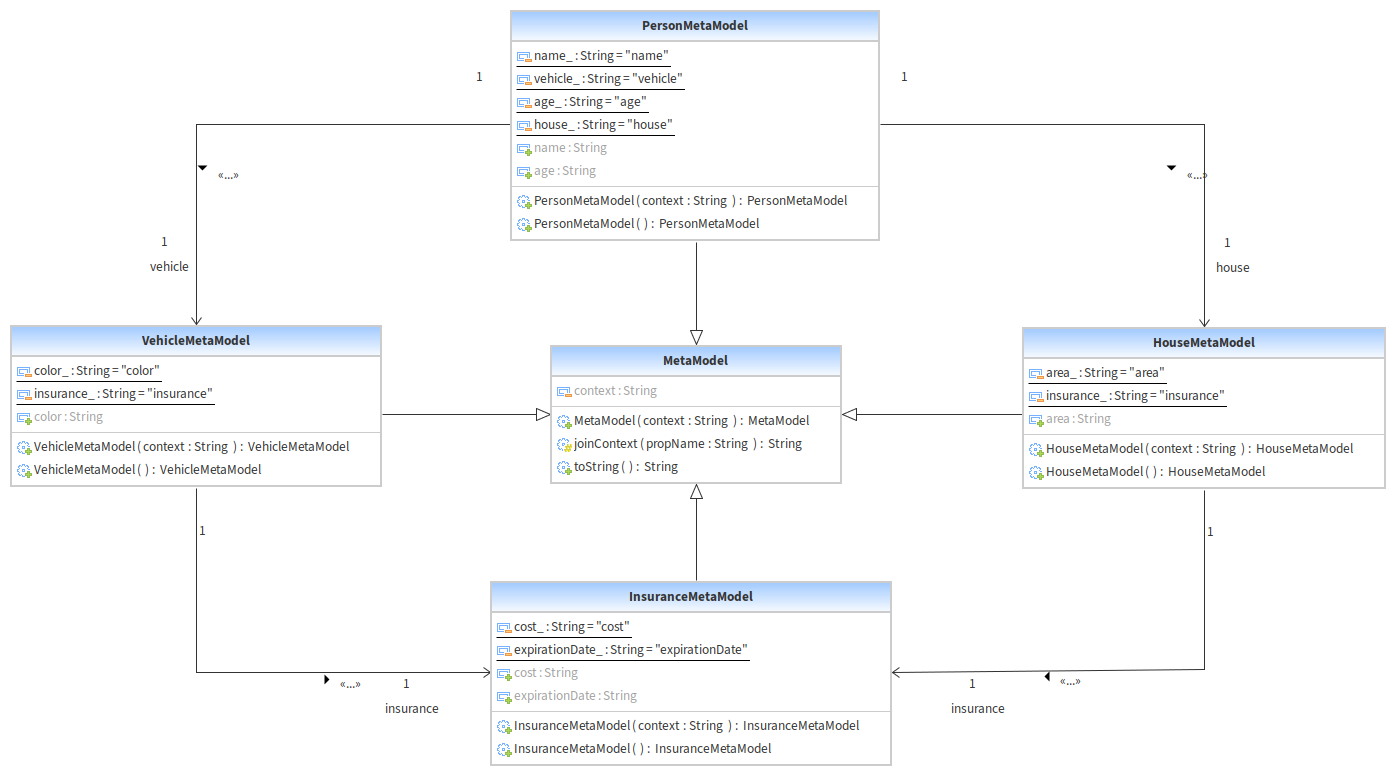 PersonMetaModel
name_ : String = "name"
vehicle_ : String = "vehicle"
age_ : String = "age"
house_ : String = "house"
name : String
age : String
PersonMetaModel ( context : String ) : PersonMetaModel
PersonMetaModel ( ) : PersonMetaModel
1
1
«...»
«...»
1
vehicle
1
house
VehicleMetaModel
color_ : String = "color"
insurance_ : String = "insurance"
color : String
VehicleMetaModel ( context : String ) : VehicleMetaModel
VehicleMetaModel ( ) : VehicleMetaModel
MetaModel
context : String
MetaModel ( context : String ) : MetaModel
joinContext ( propName : String ) : String
toString ( ) : String
HouseMetaModel
area_ : String = "area"
insurance_ : String = "insurance"
area : String
HouseMetaModel ( context : String ) : HouseMetaModel
HouseMetaModel ( ) : HouseMetaModel
1
1
InsuranceMetaModel
cost_ : String = "cost"
expirationDate_ : String = "expirationDate"
cost : String
expirationDate : String
InsuranceMetaModel ( context : String ) : InsuranceMetaModel
InsuranceMetaModel ( ) : InsuranceMetaModel
«...»
1
insurance
1
«...»
insurance